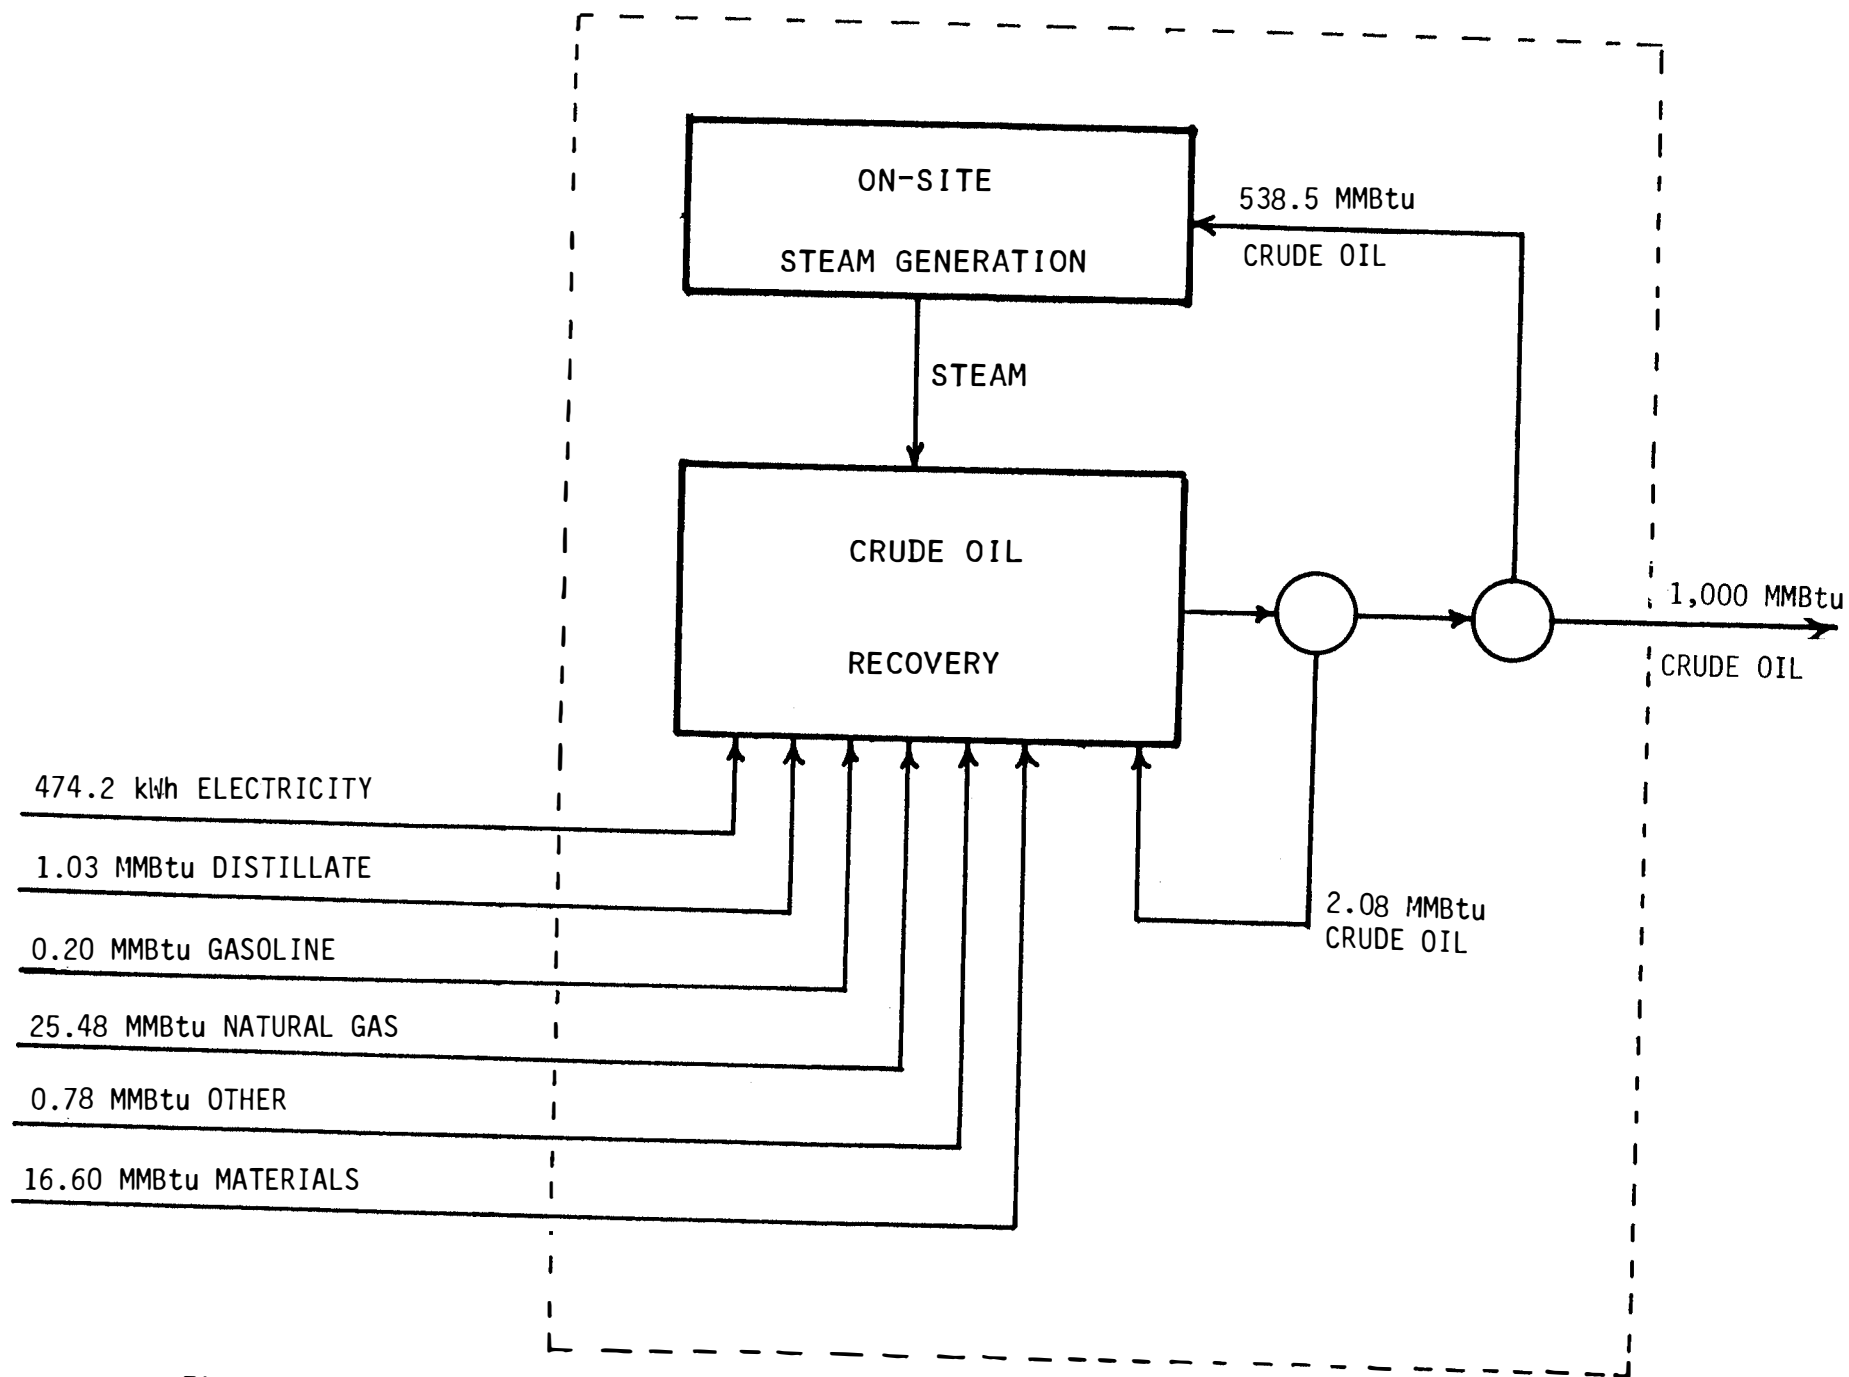 ON-SITE
STEAM GENERATION
538.5 MMBtu
CRUDE OIL
STEAM
CRUDE OIL
RECOVERY
1,000 MMBtu
CRUDE OIL
474.2 kWh ELECTRICITY
1.03 MMBtu DISTILLATE
0.20 MMBtu GASOLINE
25.48 MMBtu NATURAL GAS
0.78 MMBtu OTHER
16.60 MMBtu MATERIALS
2.08 MMBtu
CRUDE OIL